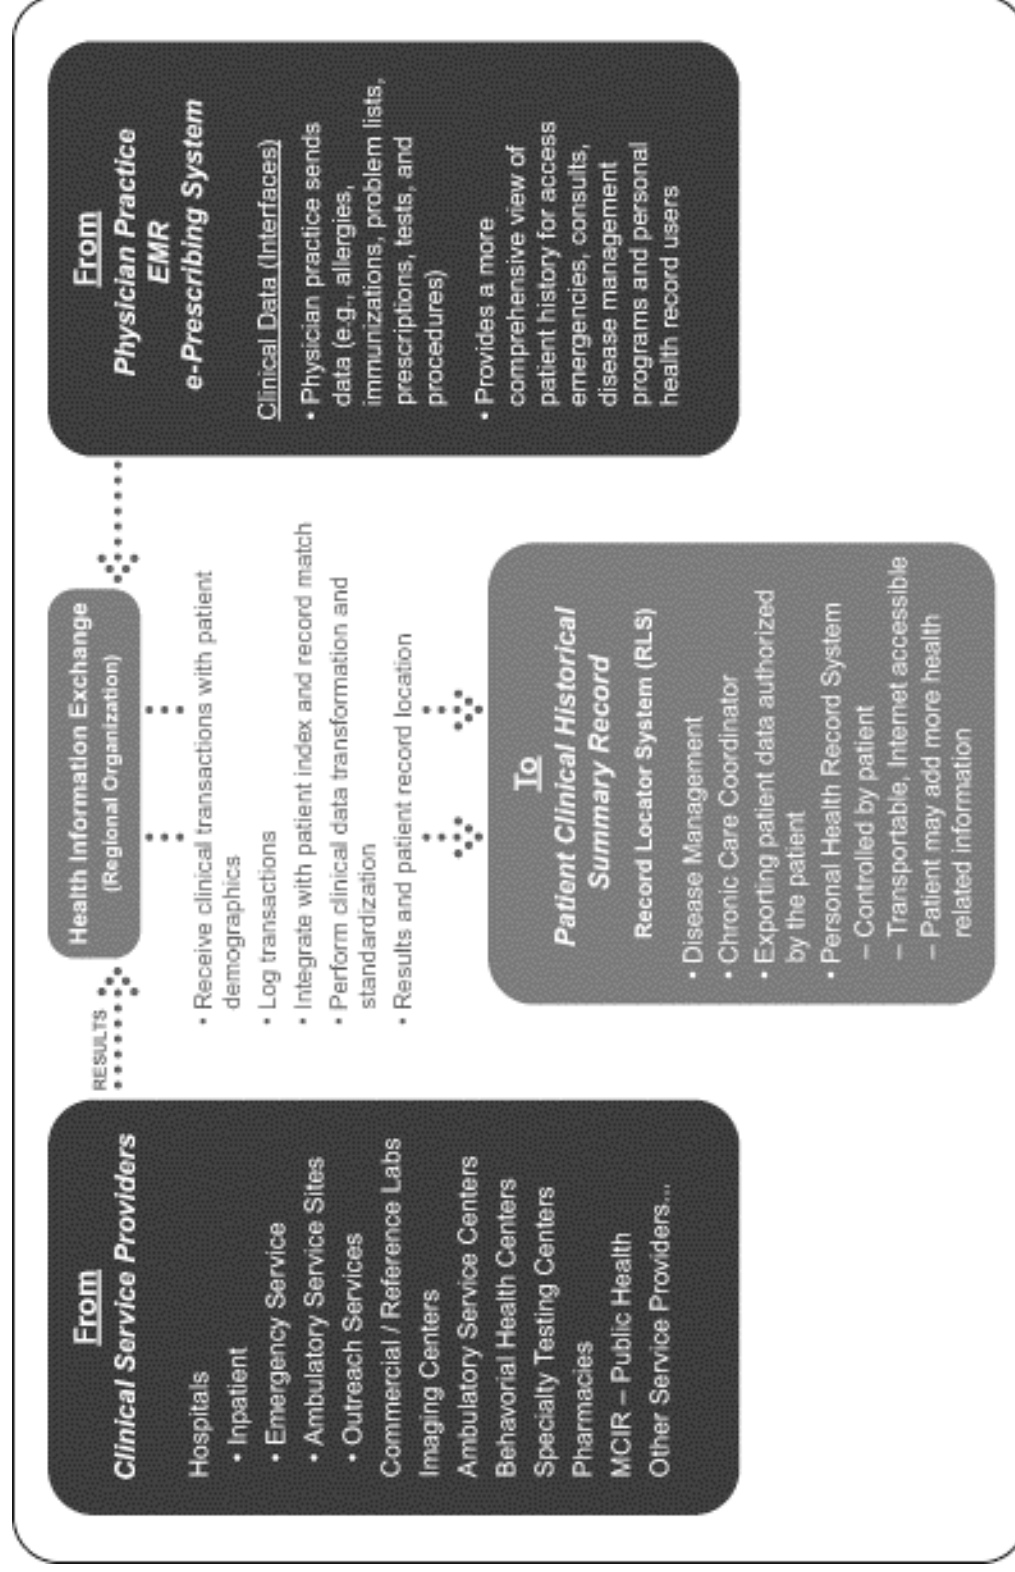 From
Clinical Service Providers
Hospitals
• Inpatient
• Emergency Service
• Ambulatory Service Sites
• Outreach Services
Commercial / Reference Labs
Imaging Centers
Ambulatory Service Centers
Behavorial Health Centers
Specialty Testing Centers
Pharmacies
MCIR – Public Health
Other Service Providers...
RESULTS
Health Information Exchange
(Regional Organization)
• Receive clinical transactions with patient
demographics
• Log transactions
• Integrate with patient index and record match
• Perform clinical data transformation and
standardization
• Results and patient record location
To
Patient Clinical Historical
Summary Record
Record Locator System (RLS)
• Disease Management
• Chronic Care Coordinator
• Exporting patient data authorized
by the patient
• Personal Health Record System
– Controlled by patient
– Transportable, Internet accessible
– Patient may add more health
related information
From
Physician Practice
EMR
e-Prescribing System
Clinical Data (Interfaces)
• Physician practice sends
data (e.g., allergies,
immunizations, problem lists,
prescriptions, tests, and
procedures)
• Provides a more
comprehensive view of
patient history for access
emergencies, consults,
disease management
programs and personal
health record users